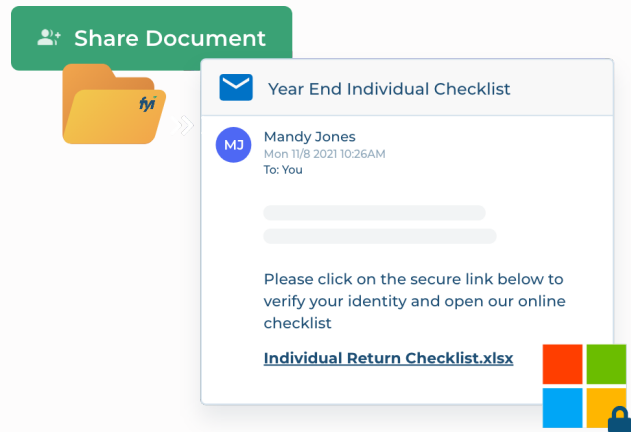 Share Document
fyi
Year End Individual Checklist
MJ
Mandy Jones
Mon 11/8 2021 10:26AM
To: You
Please click on the secure link below to
verify your identity and open our online
checklist
Individual Return Checklist.xlsx